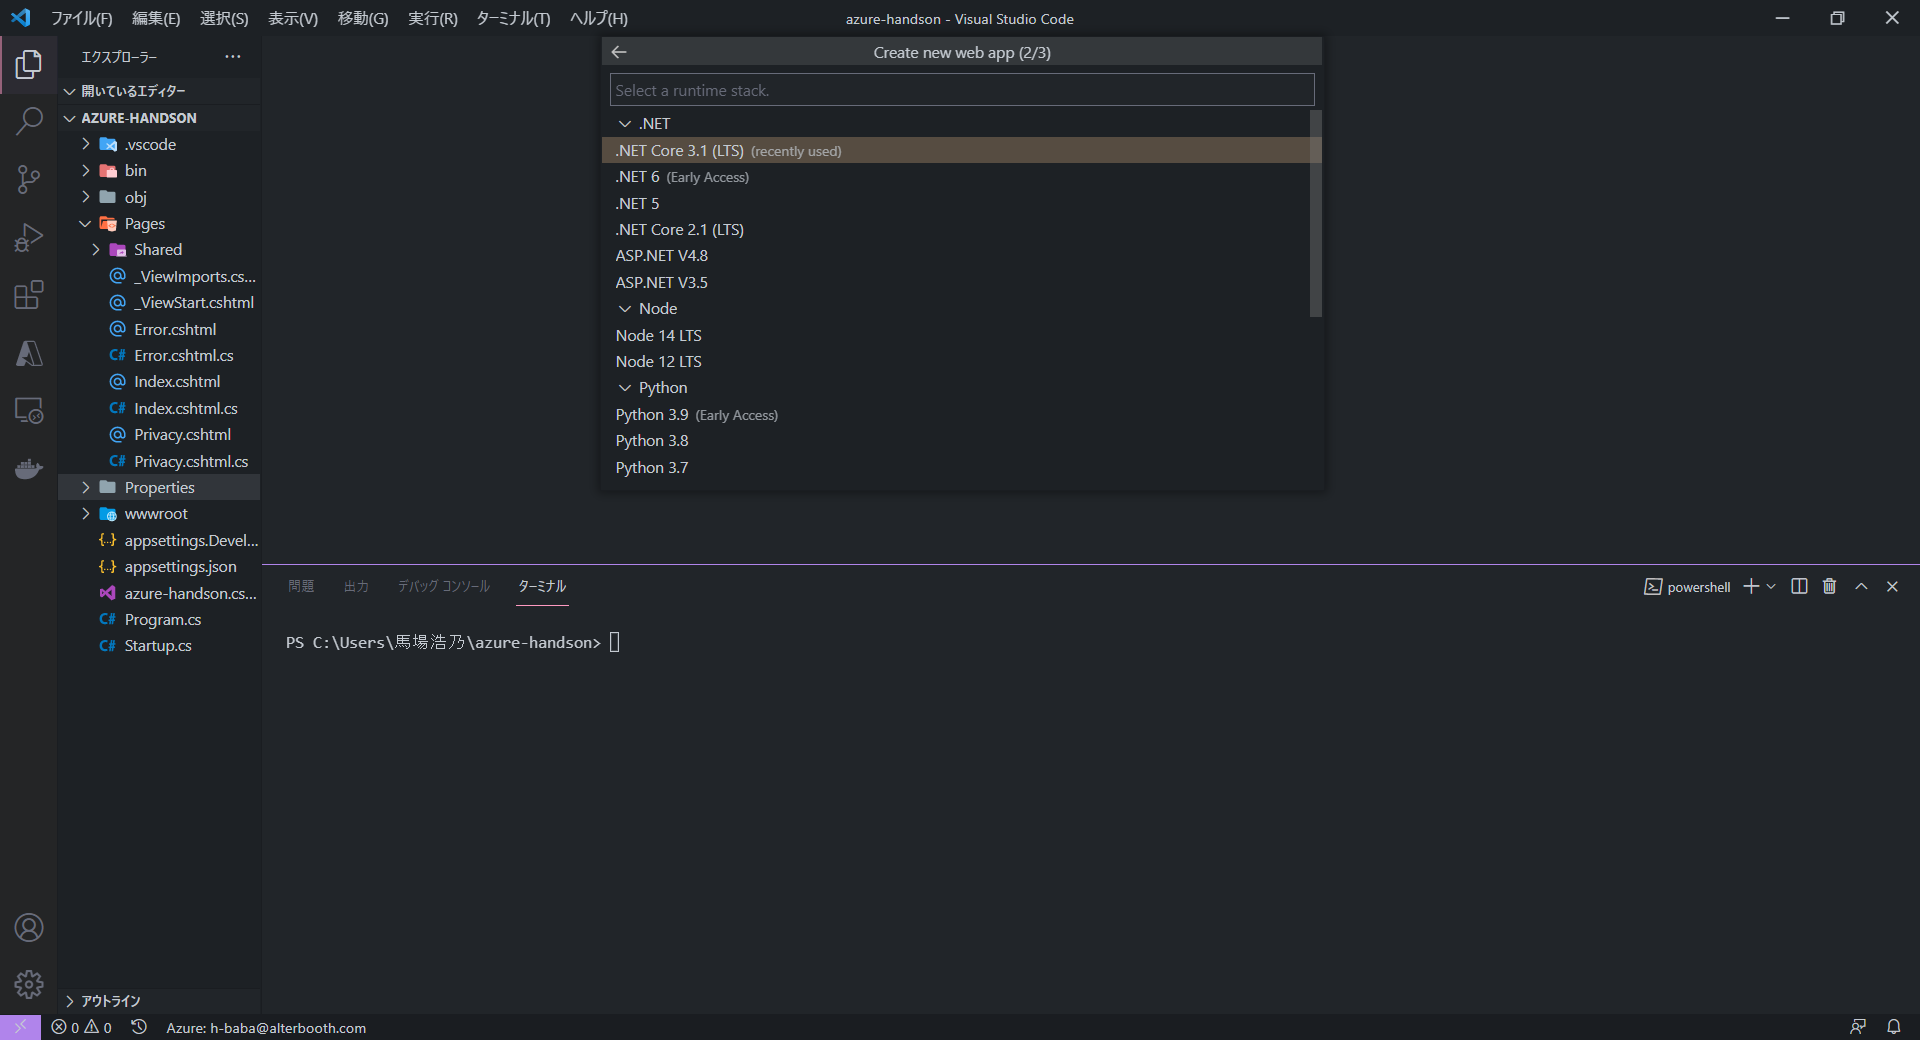 ファイル(F) 編集(E) 選択(S) 表示(V) 移動(G) 実行(R) ターミナル(T) ヘルプ(H) azure-handson - Visual Studio Code
エクスプローラー ...
開いているエディター
AZURE-HANDSON
.vscode
bin
obj
Pages
Shared
_ViewImports.cs...
_ViewStart.cshtml
Error.cshtml
Error.cshtml.cs
Index.cshtml
Index.cshtml.cs
Privacy.cshtml
Privacy.cshtml.cs
Properties
wwwroot
appsettings.Devel...
appsettings.json
azure-handson.cs...
Program.cs
Startup.cs
アウトライン
Create new web app (2/3)
Select a runtime stack.
.NET
.NET Core 3.1 (LTS) (recently used)
.NET 6 (Early Access)
.NET 5
.NET Core 2.1 (LTS)
ASP.NET V4.8
ASP.NET V3.5
Node
Node 14 LTS
Node 12 LTS
Python
Python 3.9 (Early Access)
Python 3.8
Python 3.7
問題 出力 デバッグ コンソール ターミナル powershell
PS C:\Users\馬場浩乃\azure-handson>
0 0 Azure: h-baba@alterbooth.com